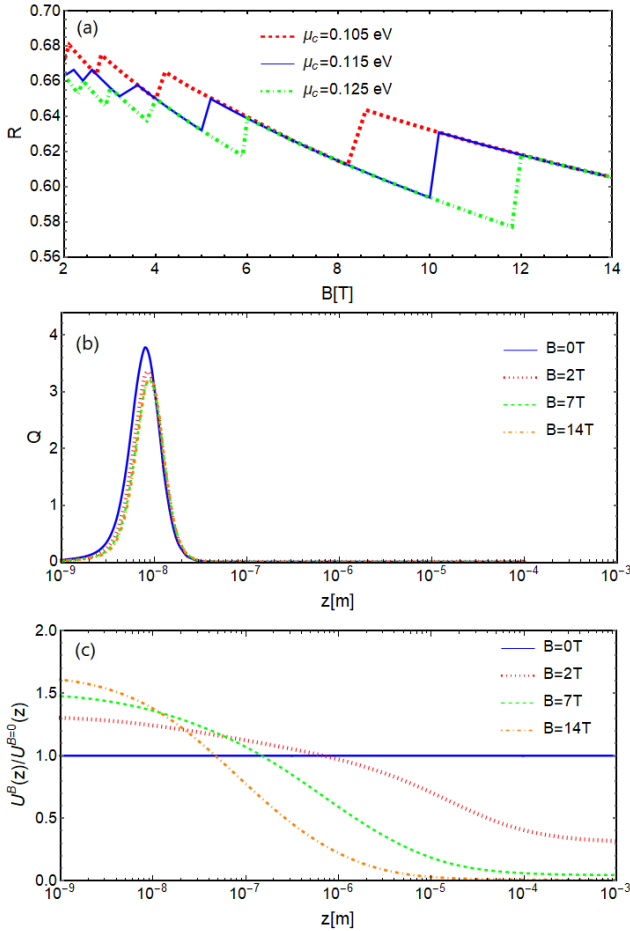 (a)
μc=0.105 eV
μc=0.115 eV
μc=0.125 eV
0.70
0.68
0.66
0.64
0.62
0.60
0.58
0.56
R
2 4 6 8 10 12 14
B[T]
(b)
B=0T
B=2T
B=7T
B=14T
4
3
2
1
0
Q
10⁻⁹ 10⁻⁸ 10⁻⁷ 10⁻⁶ 10⁻⁵ 10⁻⁴ 10⁻³
z[m]
(c)
B=0T
B=2T
B=7T
B=14T
2.0
1.5
1.0
0.5
0.0
U^B(z)/U^B=0(z)
10⁻⁹ 10⁻⁸ 10⁻⁷ 10⁻⁶ 10⁻⁵ 10⁻⁴ 10⁻³
z[m]